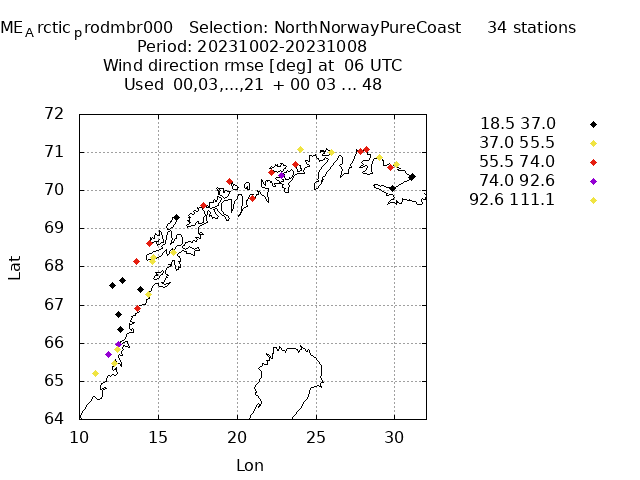 ME_Arctic_prodmbr000 Selection: NorthNorwayPureCoast 34 stations
Period: 20231002-20231008
Wind direction rmse [deg] at 06 UTC
Used 00,03,...,21 + 00 03 ... 48
18.5 37.0
37.0 55.5
55.5 74.0
74.0 92.6
92.6 111.1
72
71
70
69
68
67
66
65
64
Lat
10 15 20 25 30
Lon